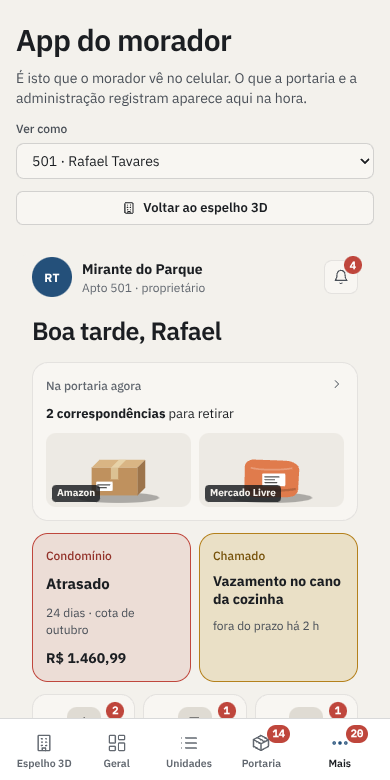 App do morador
É isto que o morador vê no celular. O que a portaria e a
administração registram aparece aqui na hora.
Ver como
501 · Rafael Tavares
Voltar ao espelho 3D
RT
Mirante do Parque
Apto 501 · proprietário
4
Boa tarde, Rafael
Na portaria agora
2 correspondências para retirar
Amazon
Mercado Livre
Condomínio
Atrasado
24 dias · cota de
outubro
R$ 1.460,99
Chamado
Vazamento no cano
da cozinha
fora do prazo há 2 h
2
1
1
Espelho 3D
Geral
Unidades
14
Portaria
20
Mais